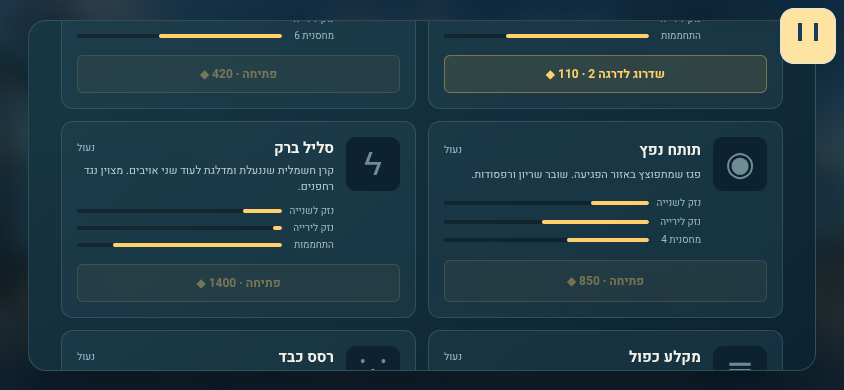 התחממות
שדרוג לדרגה 2 · 110 ◆
מחסנית 6
פתיחה · 420 ◆
תותח נפץ
נעול
פגז שמתפוצץ באזור הפגיעה. שובר שריון ורפסודות.
נזק לשנייה
נזק לירייה
מחסנית 4
פתיחה · 850 ◆
סליל ברק
נעול
קרן חשמלית שננעלת ומדלגת לעוד שני אויבים. מצוין נגד
רחפנים.
נזק לשנייה
נזק לירייה
התחממות
פתיחה · 1400 ◆
מקלע כפול
נעול
רסס כבד
נעול